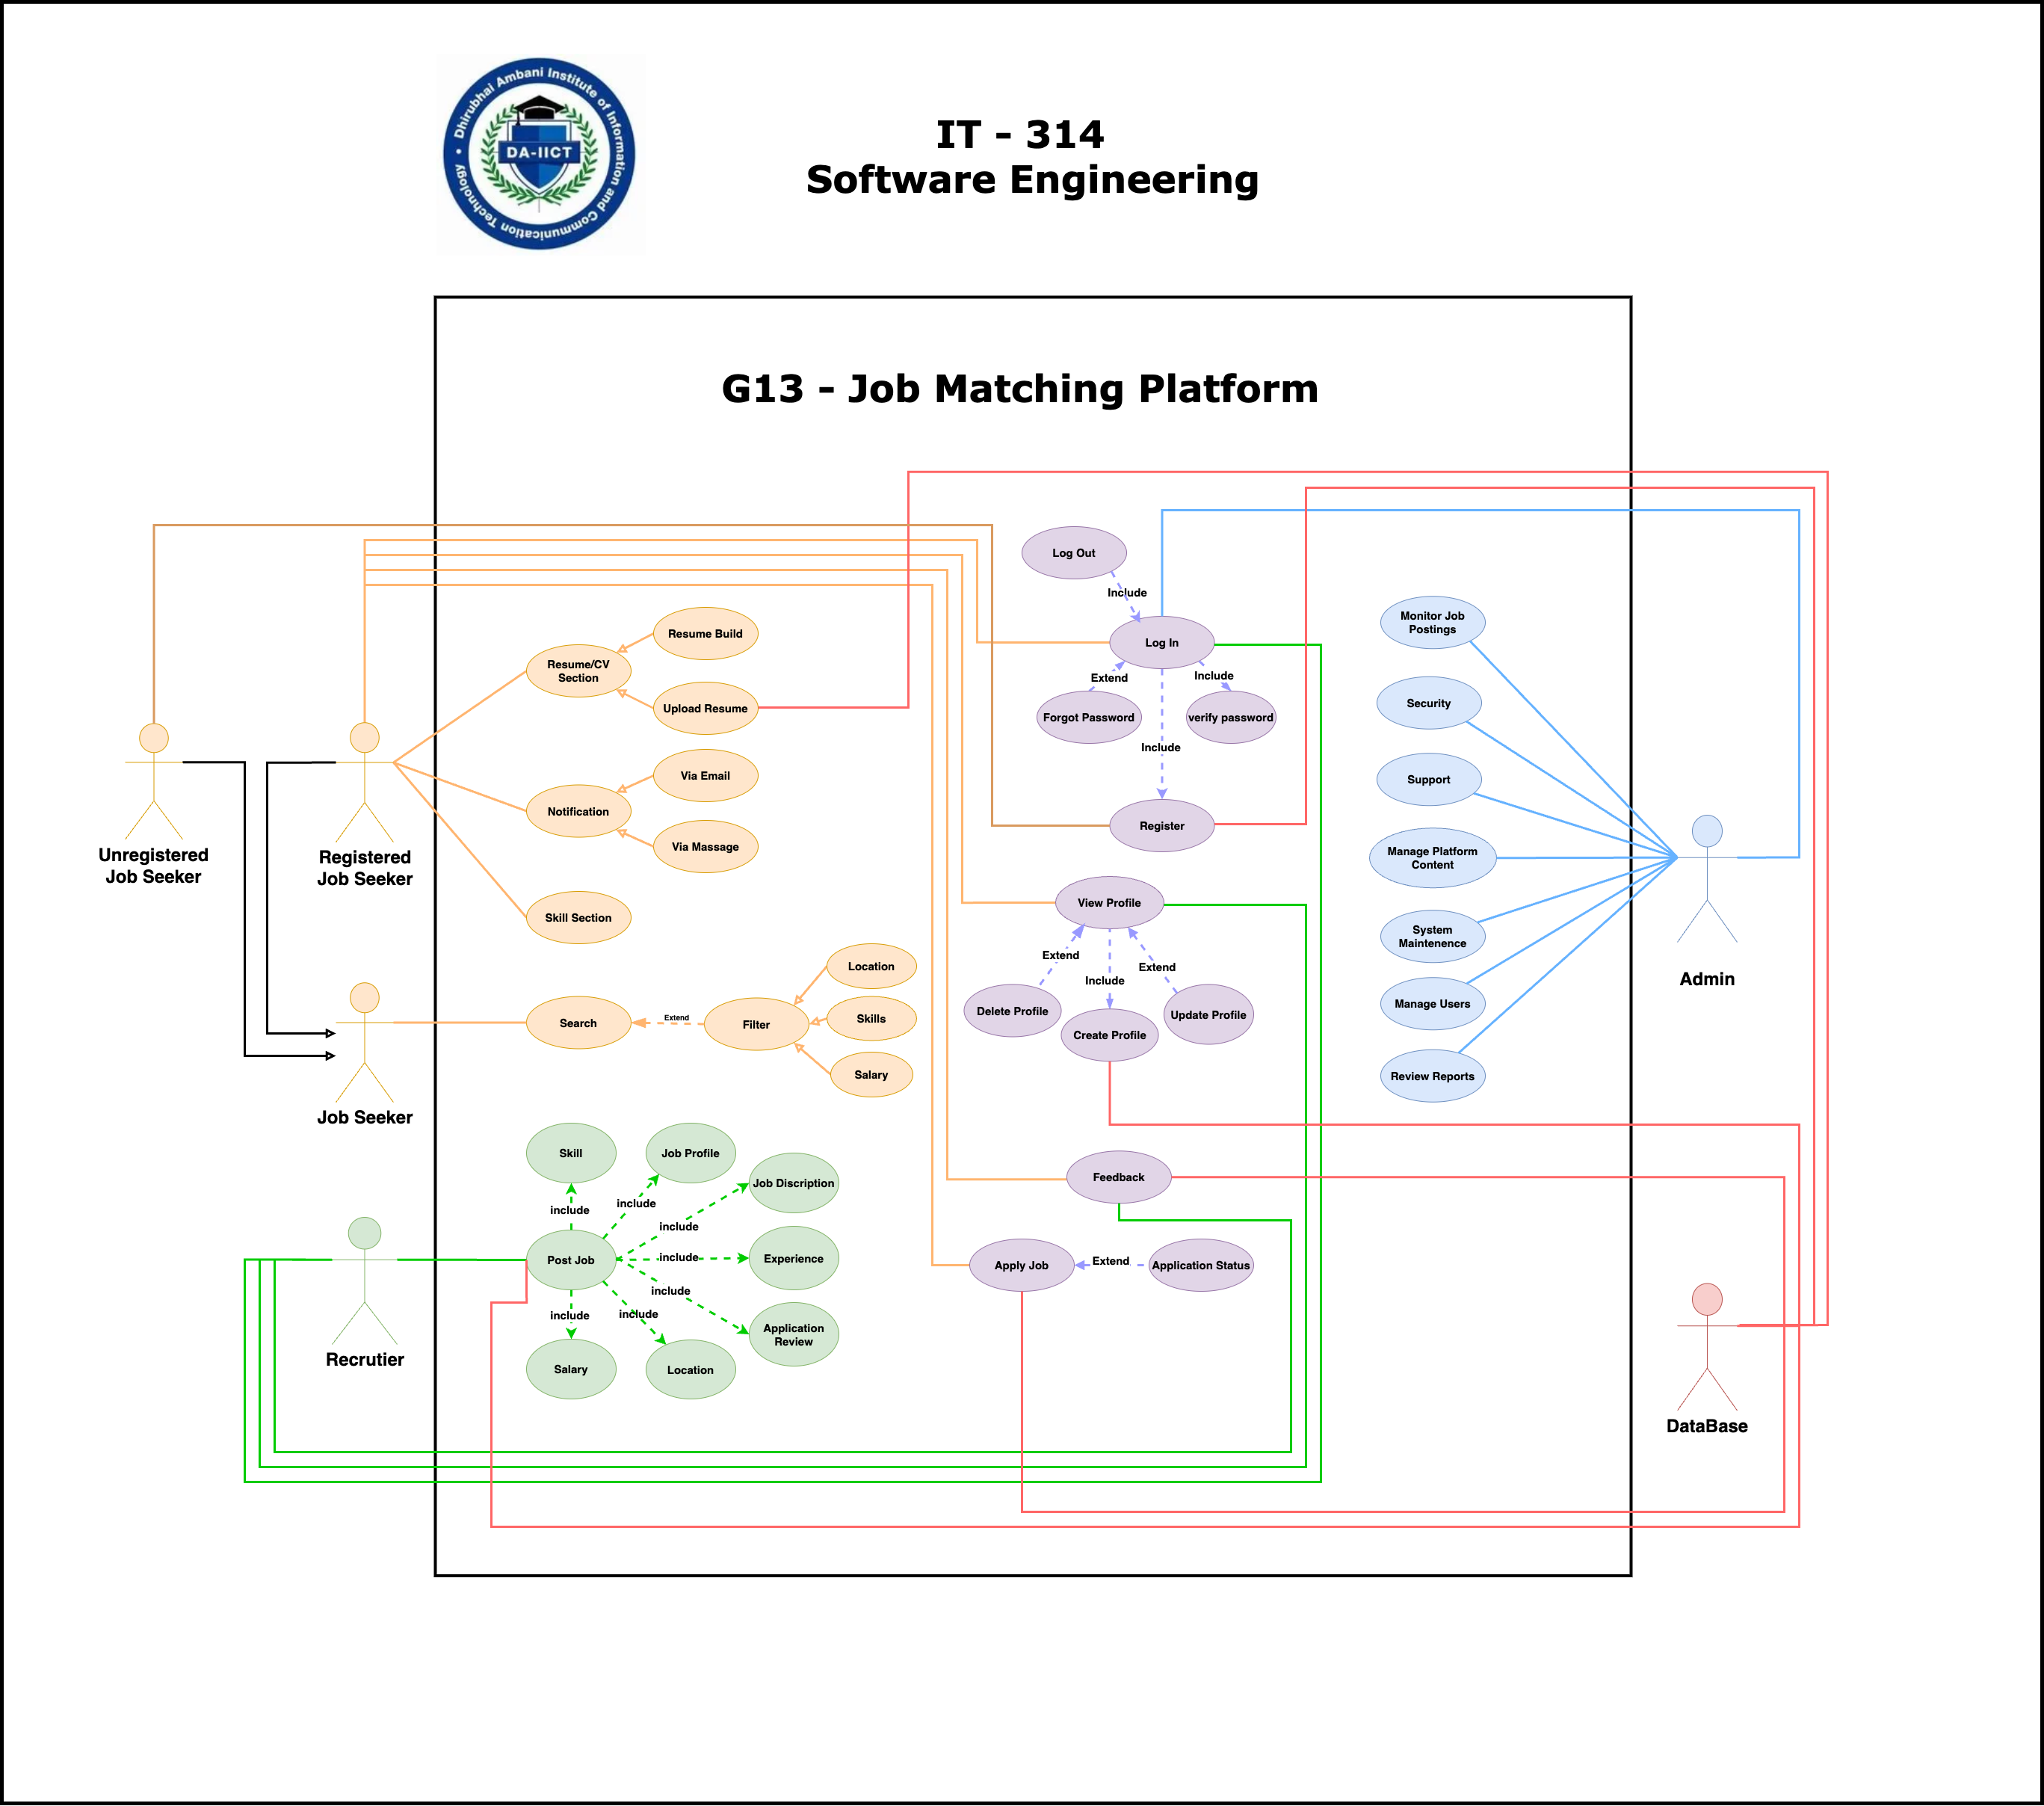 Dhirubhai Ambani Institute of Information and Communication Technology
DA-IICT
IT - 314
Software Engineering
G13 - Job Matching Platform
Log Out
Include
Log In
Extend
Include
Forgot Password
verify password
Include
Register
Resume Build
Resume/CV
Section
Upload Resume
Via Email
Notification
Via Massage
Skill Section
Unregistered
Job Seeker
Registered
Job Seeker
Monitor Job
Postings
Security
Support
Manage Platform
Content
System
Maintenence
Manage Users
Review Reports
Admin
View Profile
Extend
Include
Extend
Delete Profile
Create Profile
Update Profile
Location
Search
Extend
Filter
Skills
Salary
Job Seeker
Skill
Job Profile
Job Discription
include
include
include
Post Job
include
Experience
include
include
include
Application
Review
Salary
Location
Recrutier
Feedback
Apply Job
Extend
Application Status
DataBase